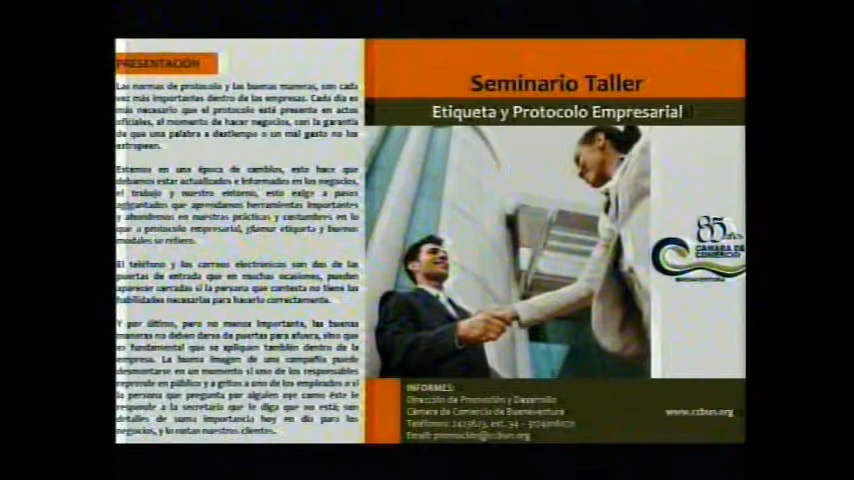 PRESENTACIÓN
Las normas de protocolo y las buenas maneras, son cada
vez más importantes dentro de las empresas. Cada día es
más necesario que el protocolo esté presente en actos
oficiales, al momento de hacer negocios, con la garantía
de que una palabra a destiempo o un mal gesto no los
estropeen.
Estamos en una época de cambios, esto hace que
debamos estar actualizados e informados en los negocios,
el trabajo y nuestro entorno, esto exige a pasos
agigantados que aprendamos herramientas importantes
y ahondemos en nuestras prácticas y costumbres en lo
que a protocolo empresarial, glamur etiqueta y buenos
modales se refiere.
El teléfono y los correos electrónicos son dos de las
puertas de entrada que en muchas ocasiones, pueden
aparecer cerradas si la persona que contesta no tiene las
habilidades necesarias para hacerlo correctamente.
Y por último, pero no menos importante, las buenas
maneras no deben darse de puertas para afuera, sino que
es fundamental que se apliquen también dentro de la
empresa. La buena imagen de una compañía puede
desmontarse en un momento si uno de los responsables
reprende en público y a gritos a uno de los empleados o si
la persona que pregunta por alguien oye como éste le
responde a la secretaria que le diga que no está; son
detalles de suma importancia hoy en día para los
negocios, y lo notan nuestros clientes.
Seminario Taller
Etiqueta y Protocolo Empresarial
85 años
CÁMARA DE
COMERCIO
INFORMES:
Dirección de Promoción y Desarrollo
Cámara de Comercio de Buenaventura
Teléfonos: 2423623, ext. 34 –
Email: promocion@ccbun.org
www.ccbun.org